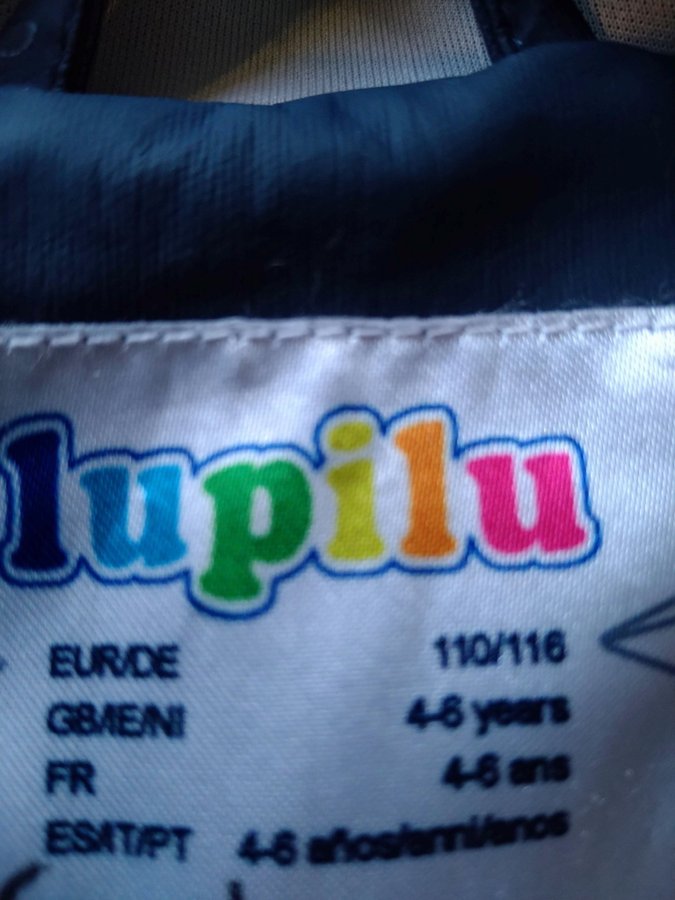 lupilu
EUR/DE 110/116
GB/IE/NI 4-6 years
FR 4-6 ans
ES/IT/PT 4-6 años/anni/anos